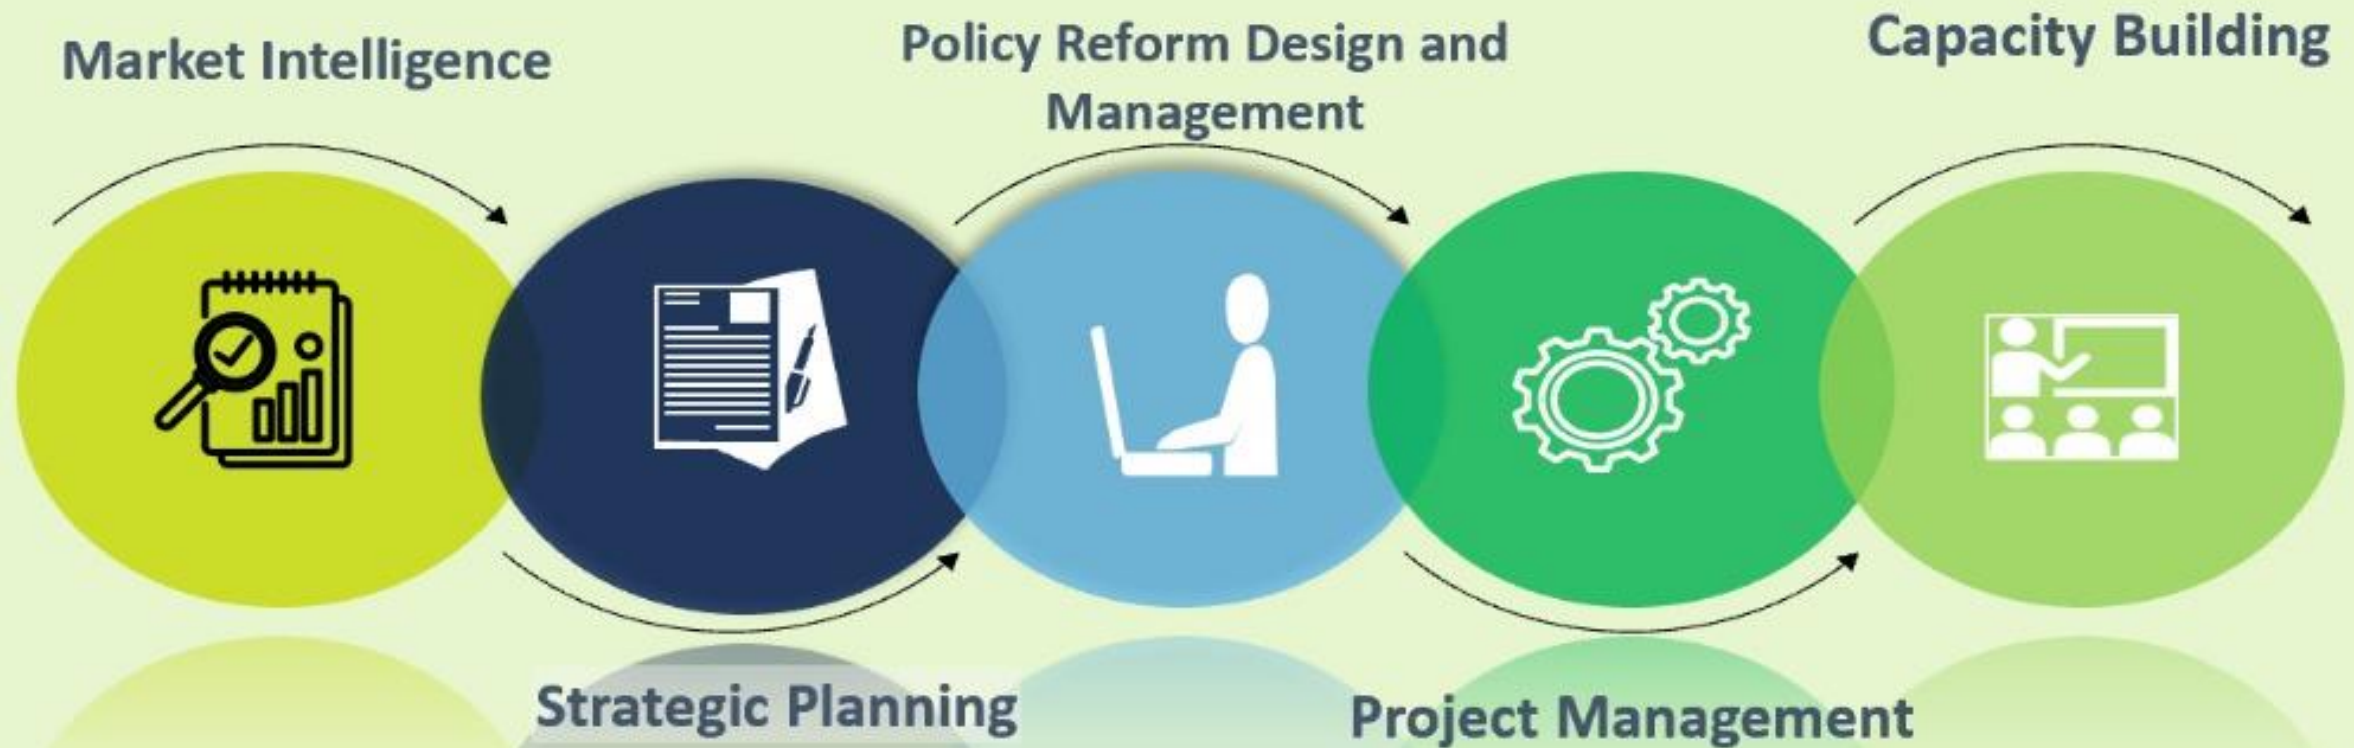 Market Intelligence
Policy Reform Design and
Management
Capacity Building
Strategic Planning
Project Management